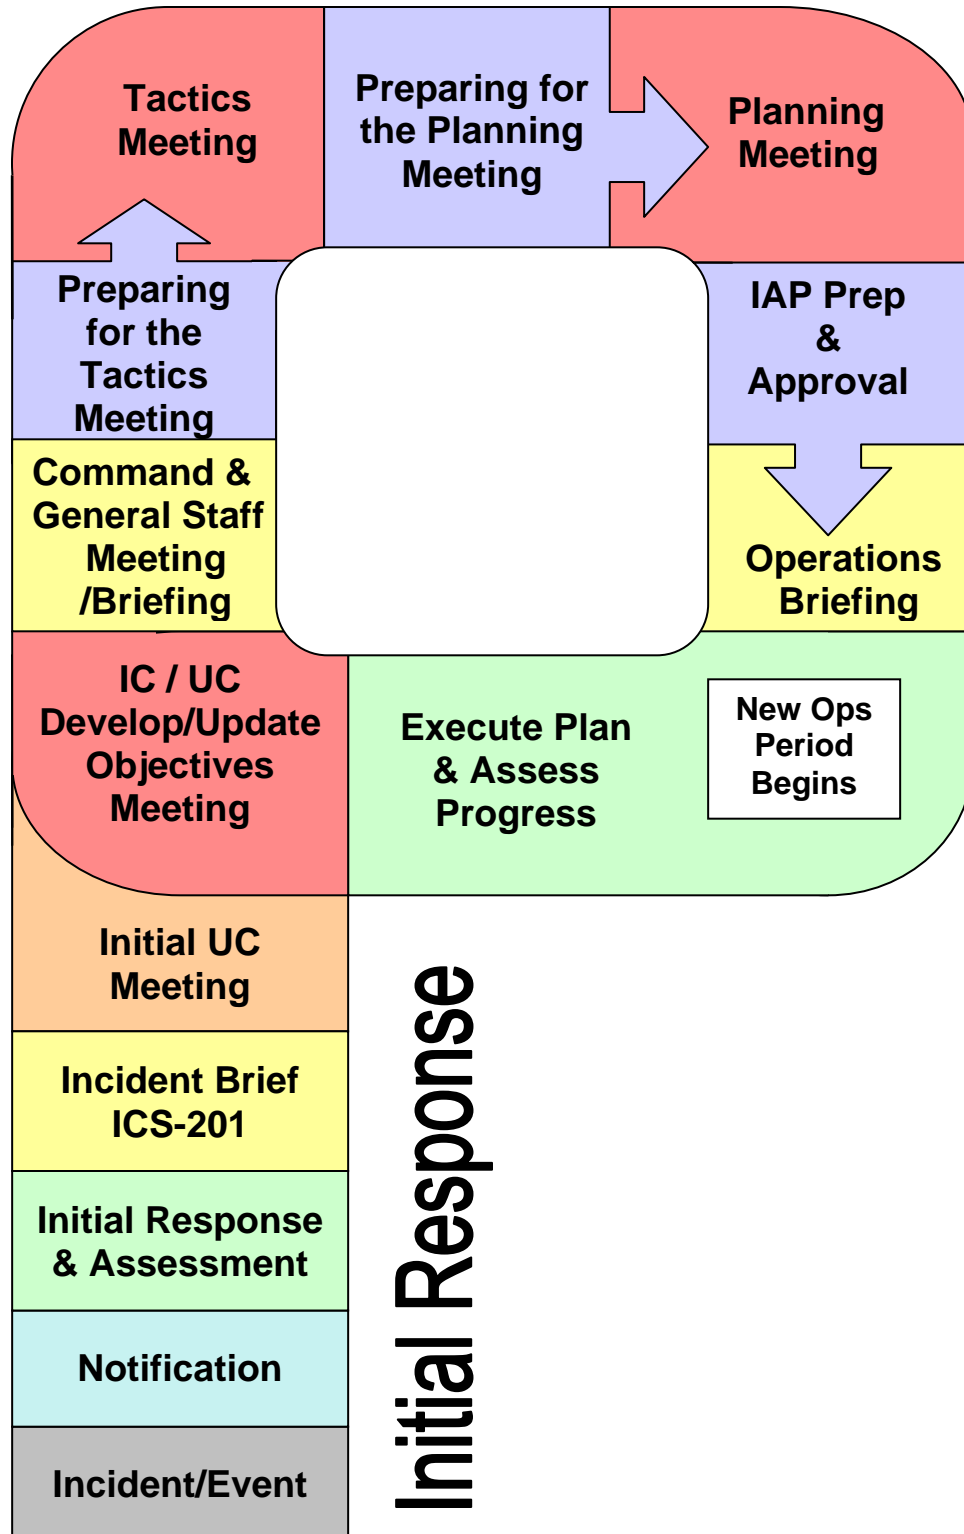 Tactics
Meeting
Preparing for
the Planning
Meeting
Planning
Meeting
Preparing
for the
Tactics
Meeting
IAP Prep
&
Approval
Command &
General Staff
Meeting
/Briefing
Operations
Briefing
IC / UC
Develop/Update
Objectives
Meeting
Execute Plan
& Assess
Progress
New Ops
Period
Begins
Initial UC
Meeting
Incident Brief
ICS-201
Initial Response
& Assessment
Notification
Incident/Event
Initial Response